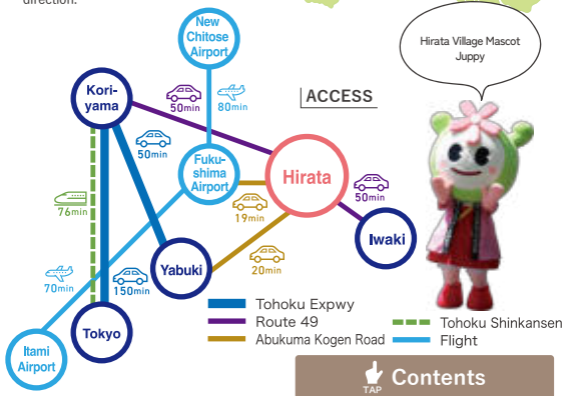 direction.
New
Chitose
Airport
Hirata Village Mascot
Juppy
Kori-
yama
50min
80min
ACCESS
50min
Fuku-
shima
Airport
Hirata
50min
76min
19min
Iwaki
Yabuki
20min
70min
150min
Tokyo
Itami
Airport
Tohoku Expwy
Route 49
Abukuma Kogen Road
Tohoku Shinkansen
Flight
TAP
Contents